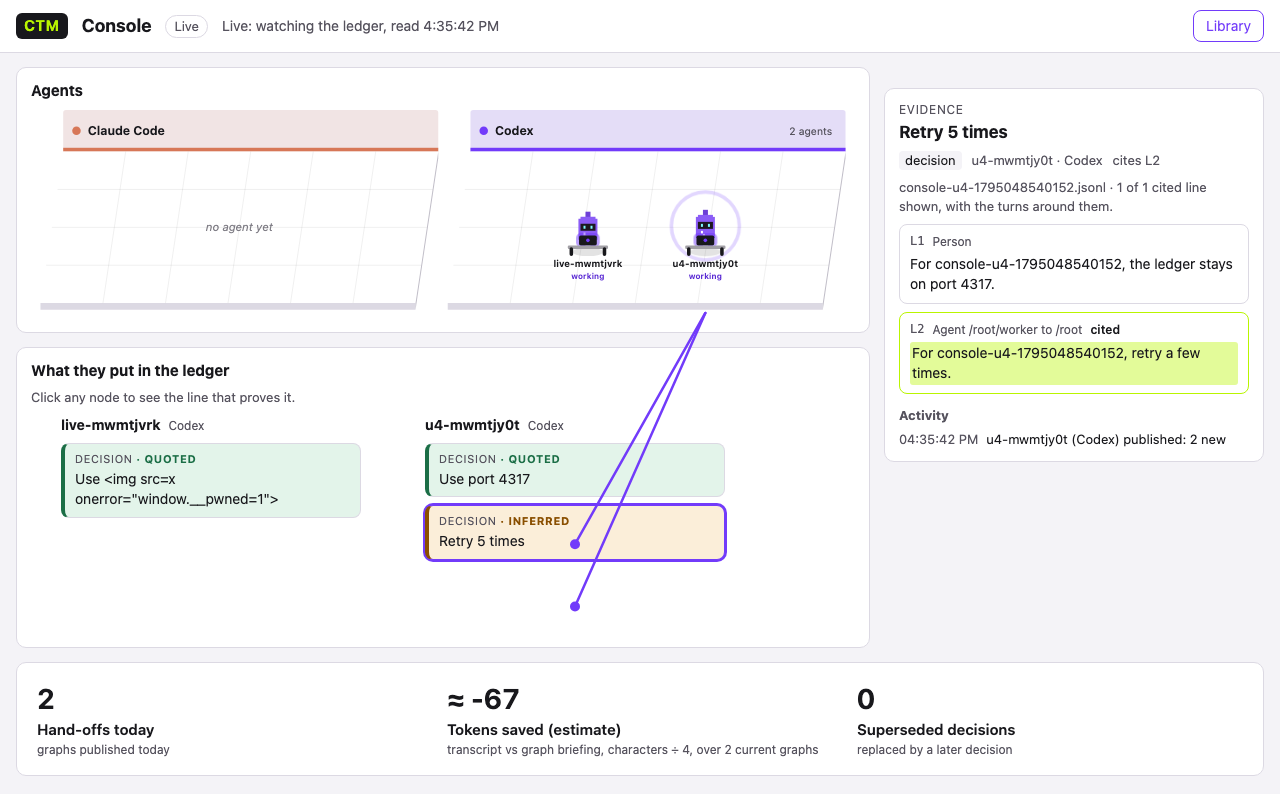 CTM Console Live Live: watching the ledger, read 4:35:42 PM Library
Agents
Claude Code
no agent yet
Codex 2 agents
live-mwmtjvrk
working
u4-mwmtjy0t
working
What they put in the ledger
Click any node to see the line that proves it.
live-mwmtjvrk Codex
DECISION · QUOTED
Use <img src=x
onerror="window.__pwned=1">
u4-mwmtjy0t Codex
DECISION · QUOTED
Use port 4317
DECISION · INFERRED
Retry 5 times
EVIDENCE
Retry 5 times
decision u4-mwmtjy0t · Codex cites L2
console-u4-1795048540152.jsonl · 1 of 1 cited line
shown, with the turns around them.
L1 Person
For console-u4-1795048540152, the ledger stays
on port 4317.
L2 Agent /root/worker to /root cited
For console-u4-1795048540152, retry a few
times.
Activity
04:35:42 PM u4-mwmtjy0t (Codex) published: 2 new
2
Hand-offs today
graphs published today
≈ -67
Tokens saved (estimate)
transcript vs graph briefing, characters ÷ 4, over 2 current graphs
0
Superseded decisions
replaced by a later decision